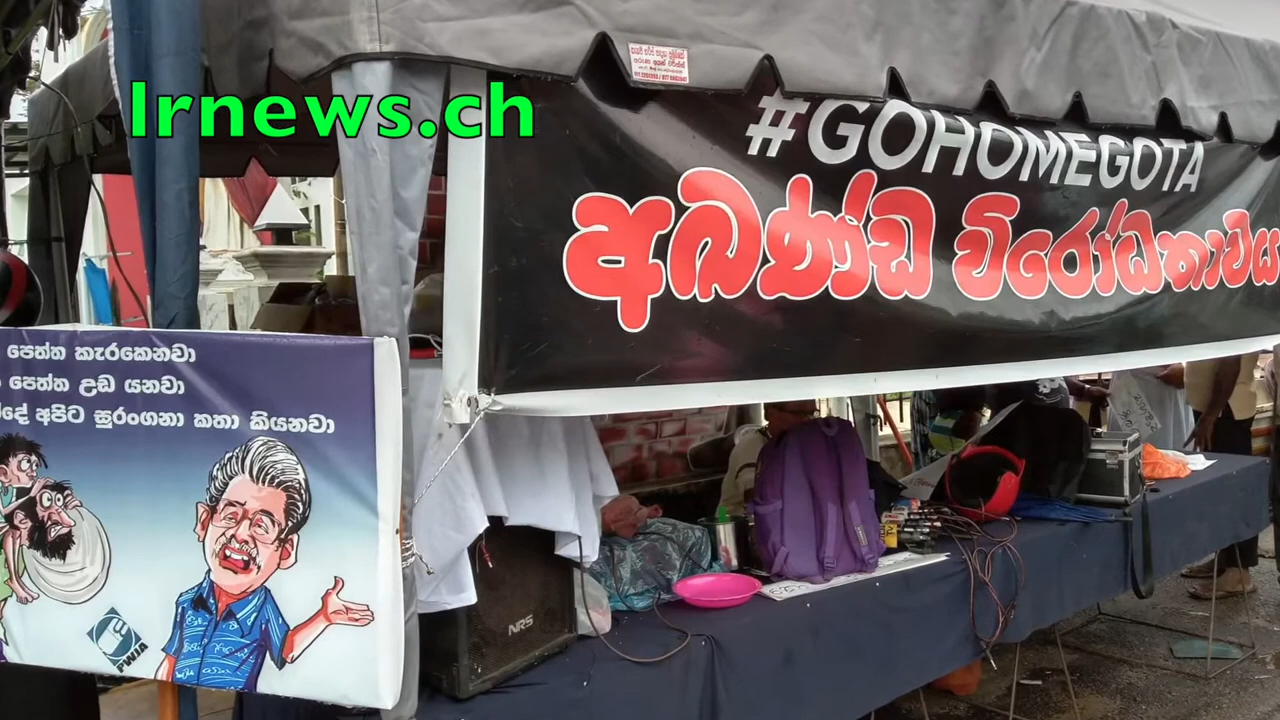 lrnews.ch
#GOHOMEGOTA
අඛණ්ඩ විරෝධතාවය
පෙත්ත කැරකෙනවා
පෙත්ත උඩ යනවා
අපිට සුරංගනා කතා කියනවා
FWJA
NRS